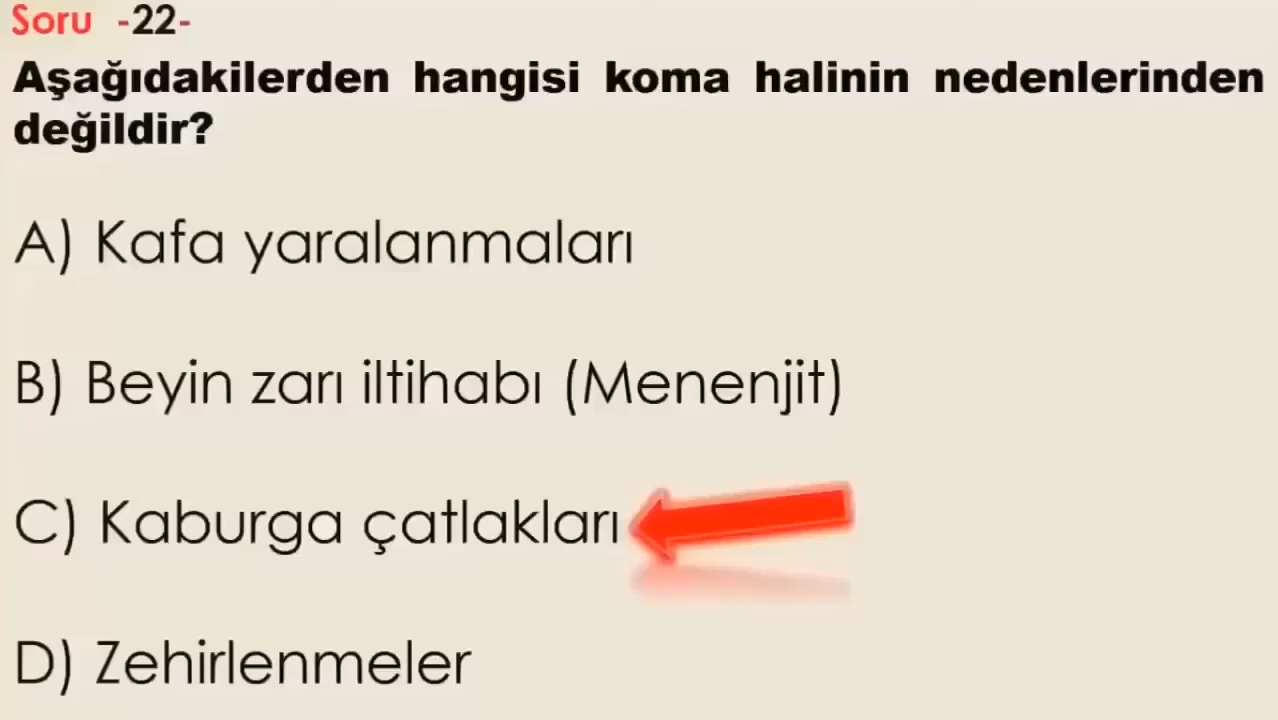 Soru -22-
Aşağıdakilerden hangisi koma halinin nedenlerinden
değildir?
A) Kafa yaralanmaları
B) Beyin zarı iltihabı (Menenjit)
C) Kaburga çatlakları
D) Zehirlenmeler